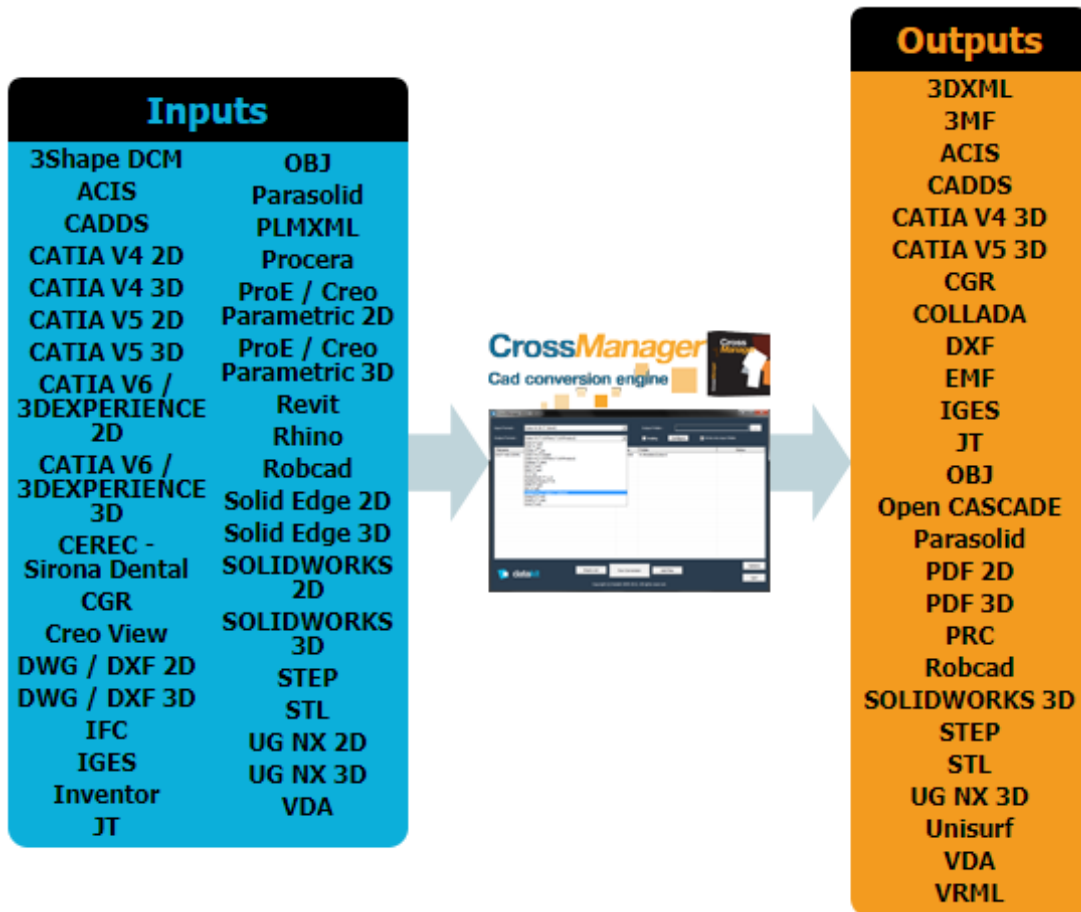 Inputs
3Shape DCM
ACIS
CADDS
CATIA V4 2D
CATIA V4 3D
CATIA V5 2D
CATIA V5 3D
CATIA V6 /
3DEXPERIENCE
2D
CATIA V6 /
3DEXPERIENCE
3D
CEREC -
Sirona Dental
CGR
Creo View
DWG / DXF 2D
DWG / DXF 3D
IFC
IGES
Inventor
JT
OBJ
Parasolid
PLMXML
Procera
ProE / Creo
Parametric 2D
ProE / Creo
Parametric 3D
Revit
Rhino
Robcad
Solid Edge 2D
Solid Edge 3D
SOLIDWORKS
2D
SOLIDWORKS
3D
STEP
STL
UG NX 2D
UG NX 3D
VDA
CrossManager
Cad conversion engine
Cross
Manager
datakit
Outputs
3DXML
3MF
ACIS
CADDS
CATIA V4 3D
CATIA V5 3D
CGR
COLLADA
DXF
EMF
IGES
JT
OBJ
Open CASCADE
Parasolid
PDF 2D
PDF 3D
PRC
Robcad
SOLIDWORKS 3D
STEP
STL
UG NX 3D
Unisurf
VDA
VRML